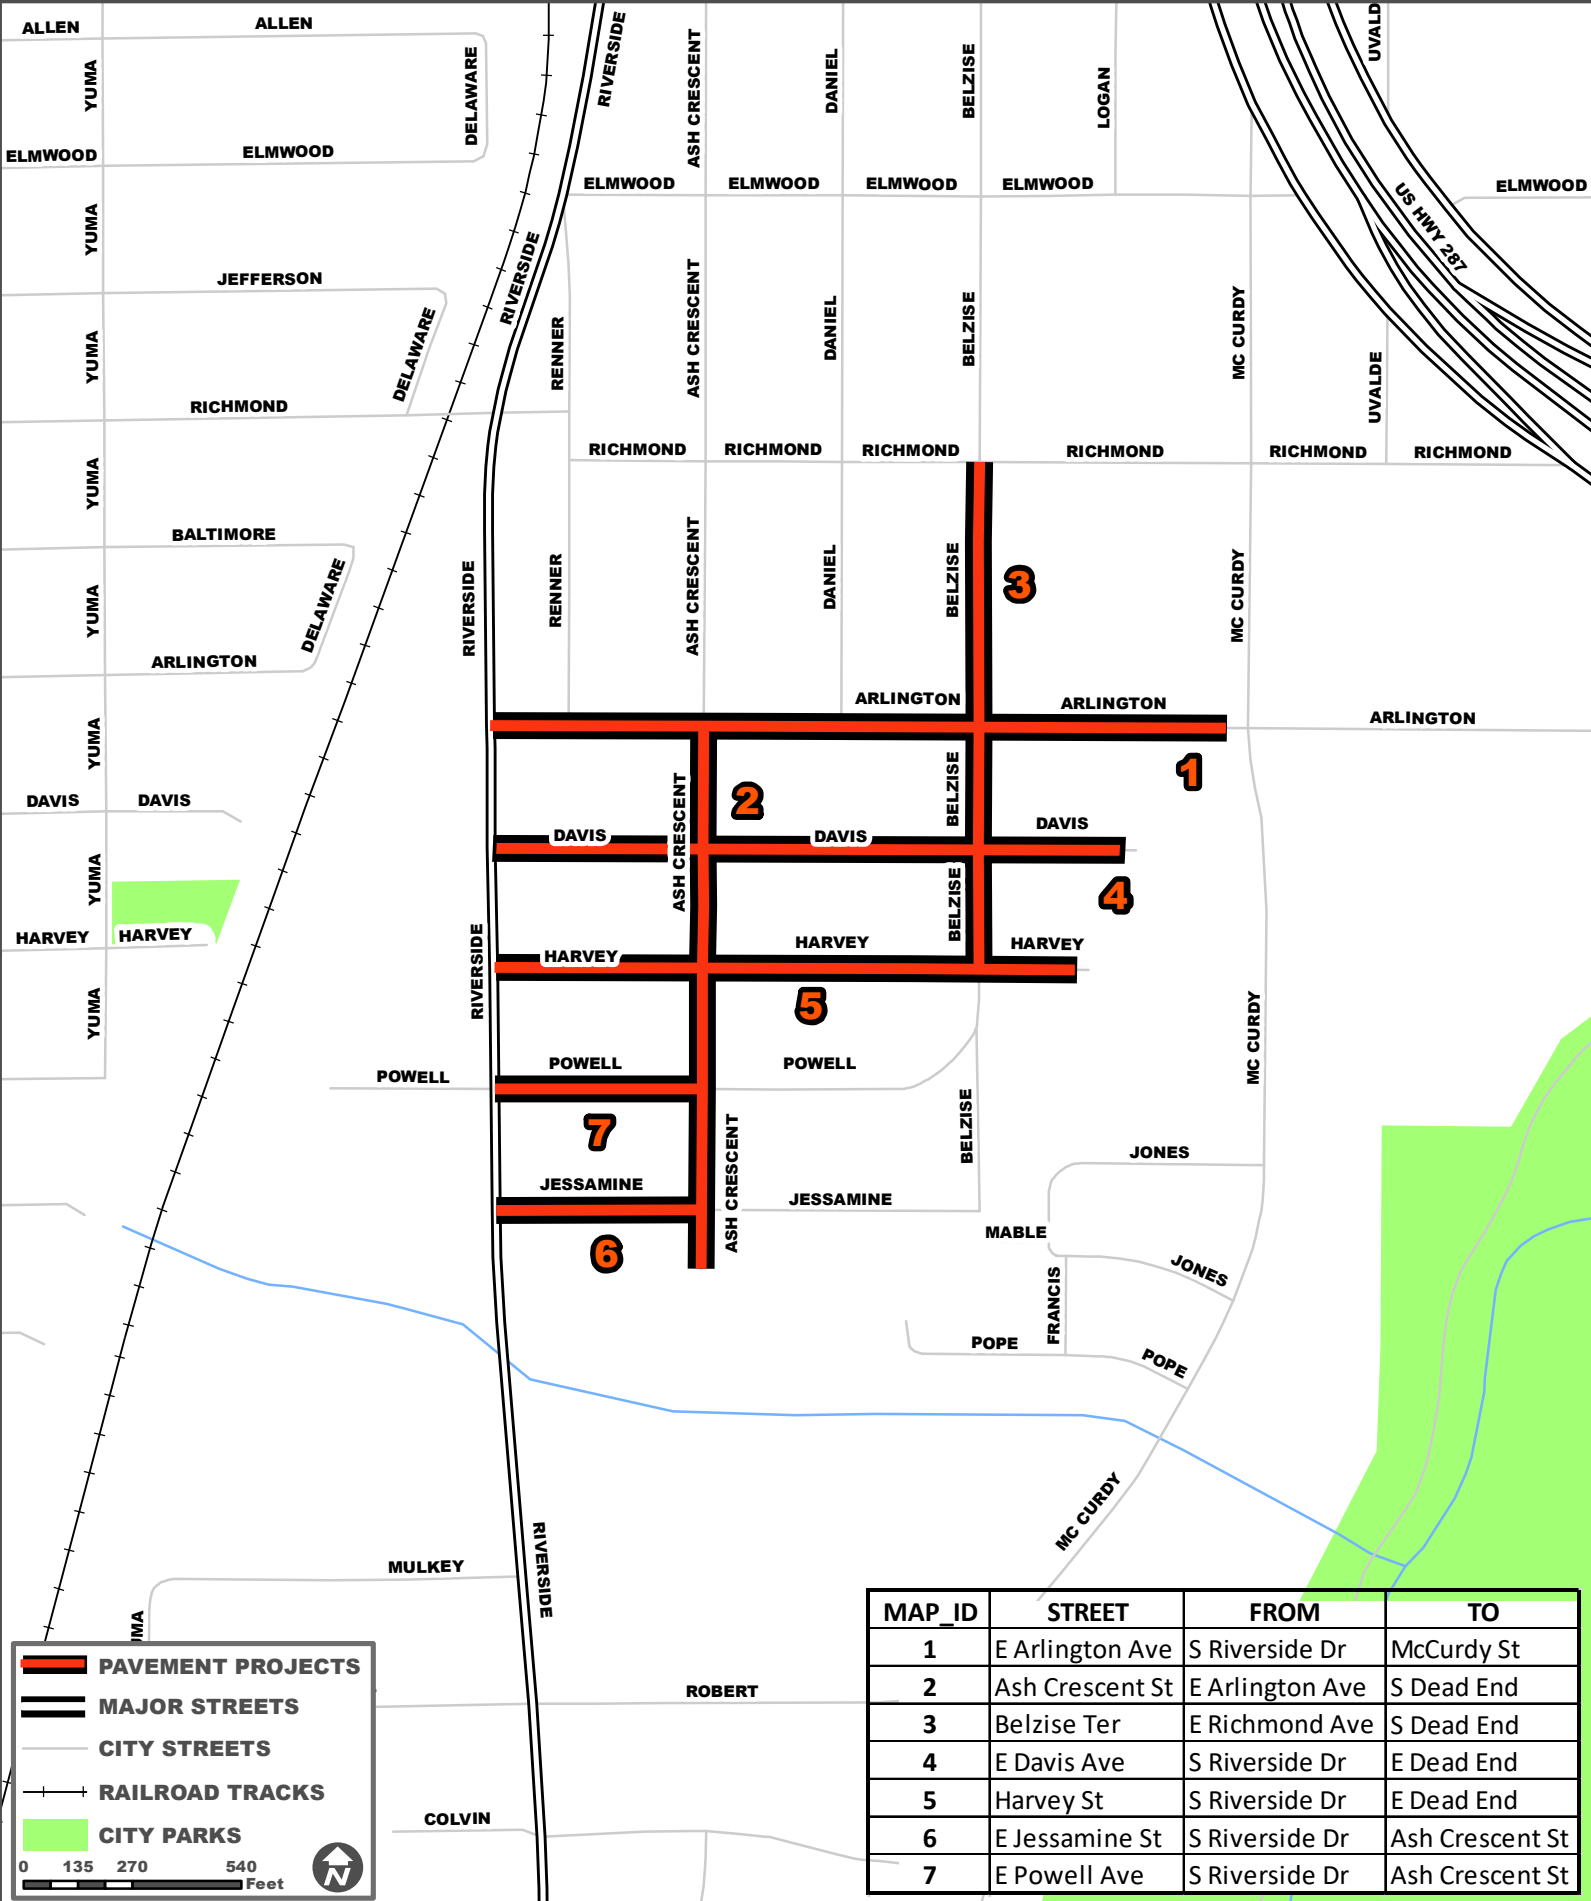 ALLEN ALLEN
YUMA DELAWARE RIVERSIDE ASH CRESCENT DANIEL BELZISE LOGAN
ELMWOOD ELMWOOD
ELMWOOD ELMWOOD ELMWOOD ELMWOOD ELMWOOD
US HWY 287
YUMA RIVERSIDE
JEFFERSON
YUMA DELAWARE RENNER ASH CRESCENT DANIEL BELZISE MC CURDY UVALDE
RICHMOND
RICHMOND RICHMOND RICHMOND RICHMOND RICHMOND RICHMOND
YUMA
BALTIMORE
YUMA DELAWARE RIVERSIDE RENNER ASH CRESCENT DANIEL BELZISE 3 MC CURDY
ARLINGTON
ARLINGTON ARLINGTON ARLINGTON
YUMA
1
BELZISE
2
DAVIS DAVIS
DAVIS DAVIS DAVIS
ASH CRESCENT
YUMA BELZISE 4
HARVEY HARVEY
HARVEY HARVEY HARVEY
RIVERSIDE
YUMA 5 MC CURDY
POWELL POWELL POWELL
7 BELZISE
ASH CRESCENT
JONES
JESSAMINE JESSAMINE
MABLE
6
JONES
FRANCIS
POPE POPE
MC CURDY
MULKEY
RIVERSIDE
ROBERT
COLVIN
PAVEMENT PROJECTS
MAJOR STREETS
CITY STREETS
RAILROAD TRACKS
CITY PARKS
0 135 270 540
Feet
N
MAP_ID STREET FROM TO
1 E Arlington Ave S Riverside Dr McCurdy St
2 Ash Crescent St E Arlington Ave S Dead End
3 Belzise Ter E Richmond Ave S Dead End
4 E Davis Ave S Riverside Dr E Dead End
5 Harvey St S Riverside Dr E Dead End
6 E Jessamine St S Riverside Dr Ash Crescent St
7 E Powell Ave S Riverside Dr Ash Crescent St